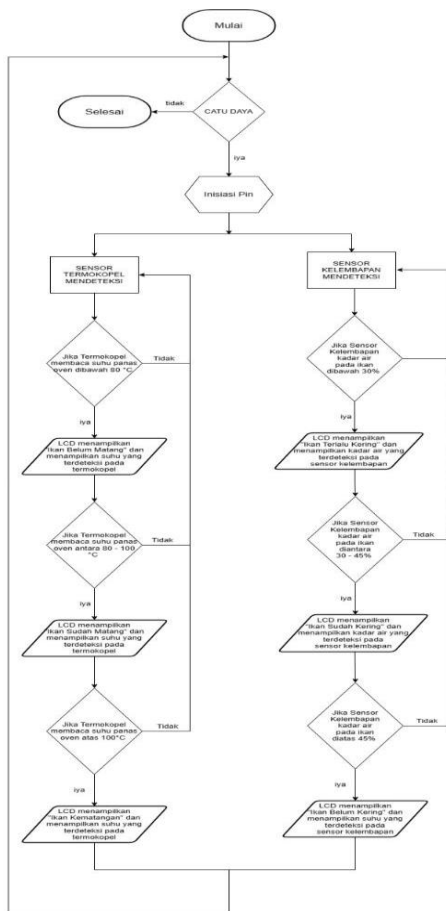 Mulai
CATU DAYA
tidak
Selesai
iya
Inisiasi Pin
SENSOR
TERMOKOPEL
MENDETEKSI
Jika Termokopel
membaca suhu panas
oven dibawah 80 °C
Tidak
iya
LCD menampilkan
"Ikan Belum Matang" dan
menampilkan suhu yang
terdeteksi pada
termokopel
Jika Termokopel
membaca suhu panas
oven antara 80 - 100
°C
Tidak
iya
LCD menampilkan
"Ikan Sudah Matang" dan
menampilkan suhu yang
terdeteksi pada
termokopel
Jika Termokopel
membaca suhu panas
oven atas 100°C
Tidak
iya
LCD menampilkan
"Ikan Kematangan" dan
menampilkan suhu yang
terdeteksi pada
termokopel
SENSOR
KELEMBAPAN
MENDETEKSI
Jika Sensor
Kelembapan
kadar air
pada ikan
dibawah 30%
Tidak
iya
LCD menampilkan
"Ikan Terlalu Kering" dan
menampilkan kadar air yang
terdeteksi pada
sensor kelembapan
Jika Sensor
Kelembapan
kadar air
pada ikan
diantara
30 - 45%
Tidak
iya
LCD menampilkan
"Ikan Sudah Kering" dan
menampilkan kadar air yang
terdeteksi pada
sensor kelembapan
Jika Sensor
Kelembapan
kadar air
pada ikan
diatas 45%
Tidak
iya
LCD menampilkan
"Ikan Belum Kering" dan
menampilkan suhu yang
terdeteksi pada
sensor kelembapan